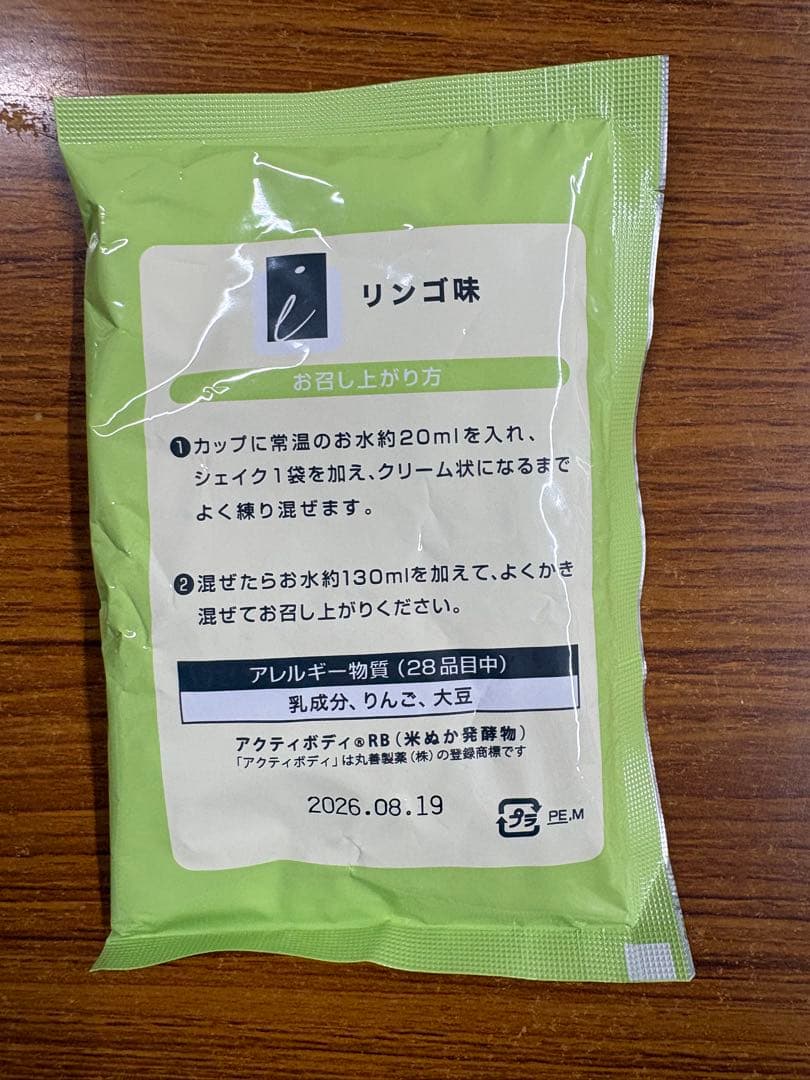 i
リンゴ味
お召し上がり方
❶カップに常温のお水約20mlを入れ、
シェイク1袋を加え、クリーム状になるまで
よく練り混ぜます。
❷混ぜたらお水約130mlを加えて、よくかき
混ぜてお召し上がりください。
アレルギー物質（28品目中）
乳成分、りんご、大豆
アクティボディ®RB（米ぬか発酵物）
「アクティボディ」は丸善製薬（株）の登録商標です
2026.08.19
プラ PE,M